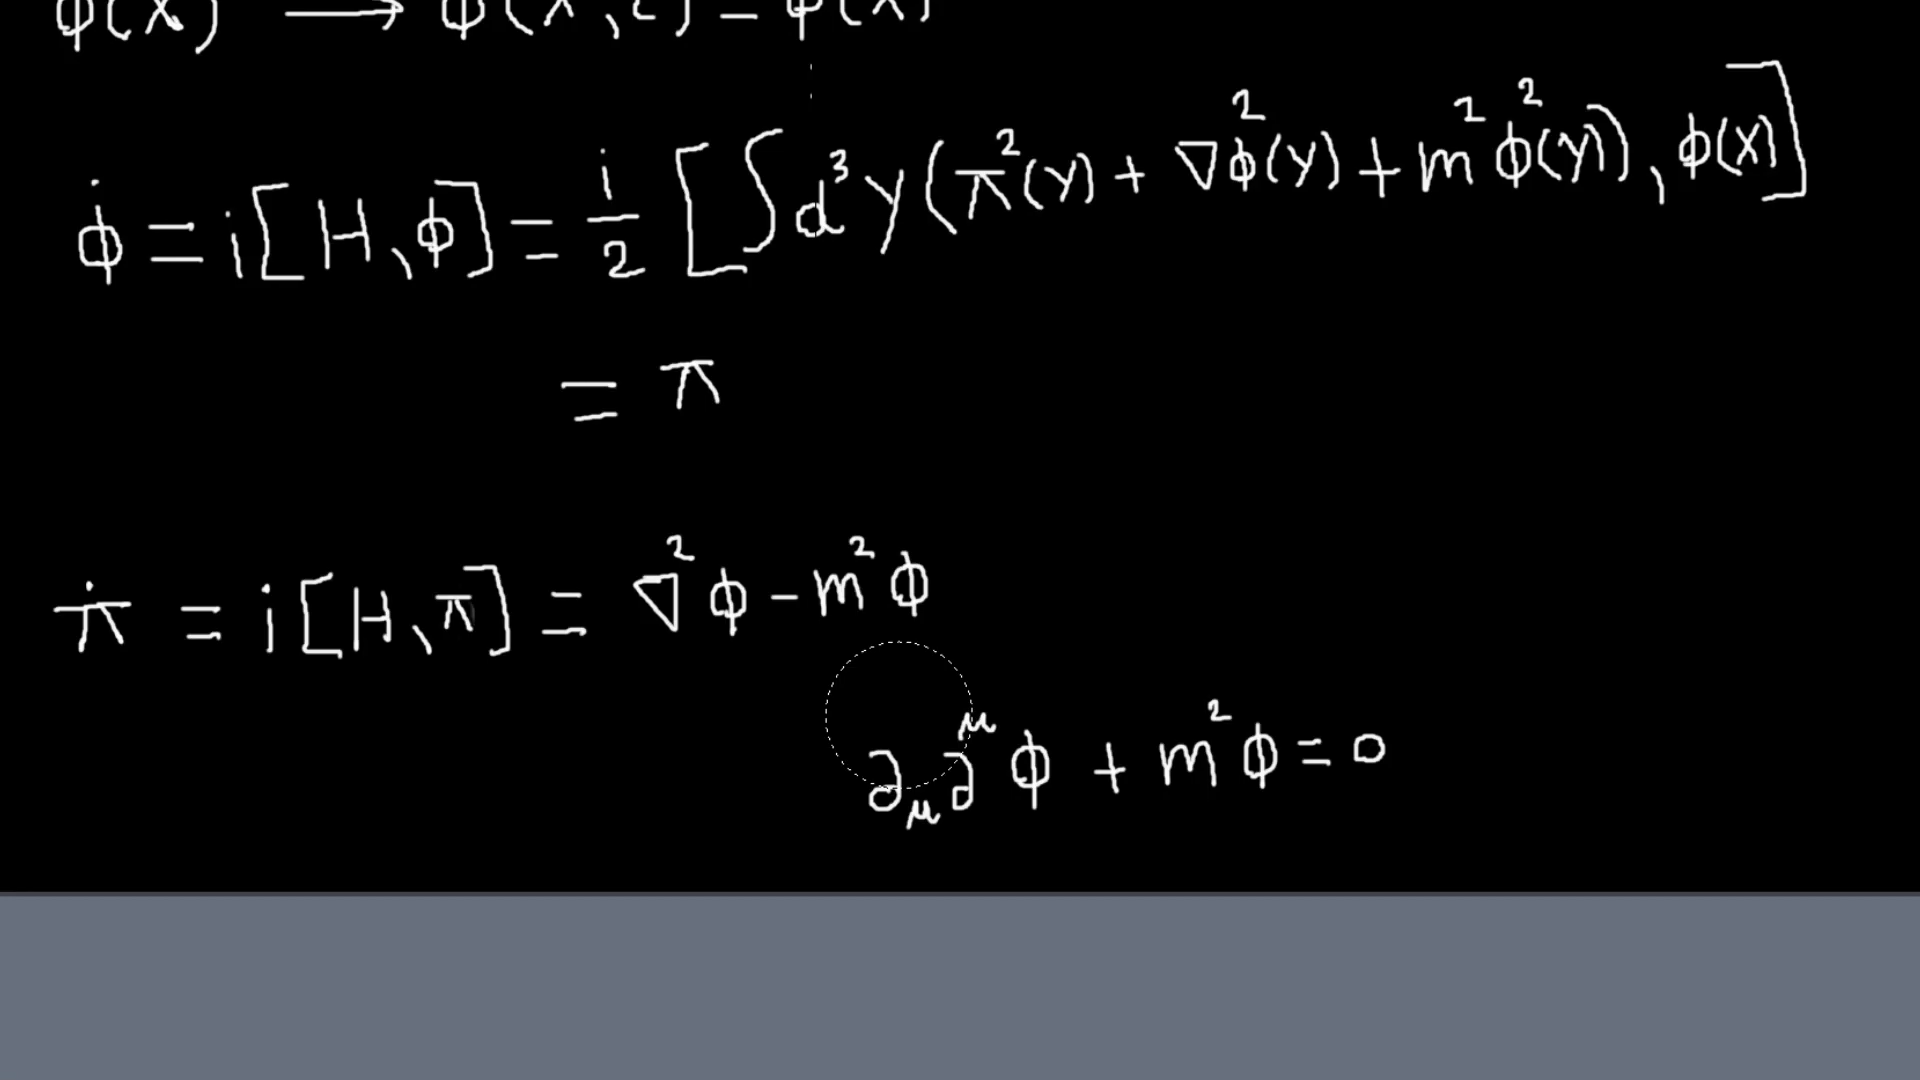 φ(x) → φ(x,t) = φ(x)
φ̇ = i[H, φ] = i/2 [∫d³y(π²(y) + ∇φ²(y) + m²φ²(y)), φ(x)]
= π
π̇ = i[H, π] = ∇²φ - m²φ
∂_μ ∂^μ φ + m²φ = 0